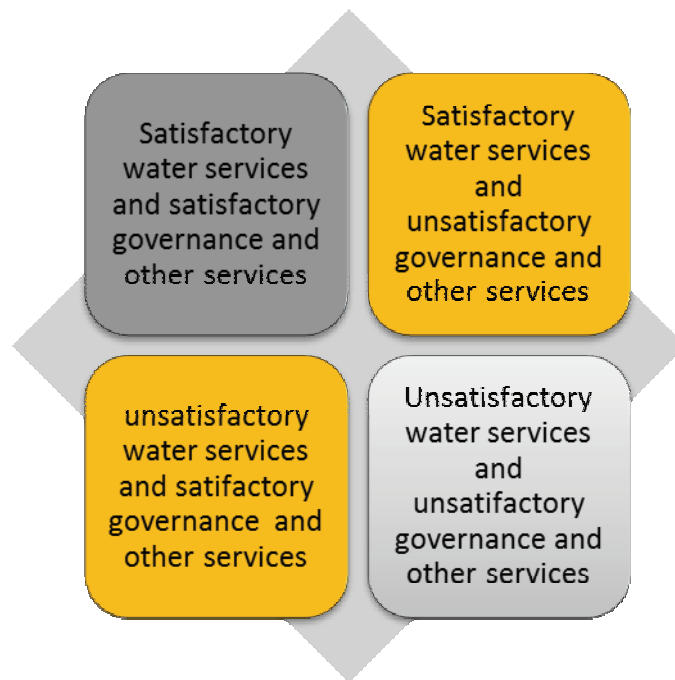 Satisfactory
water services
and satisfactory
governance and
other services
Satisfactory
water services
and
unsatisfactory
governance and
other services
unsatisfactory
water services
and satifactory
governance and
other services
Unsatisfactory
water services
and
unsatifactory
governance and
other services